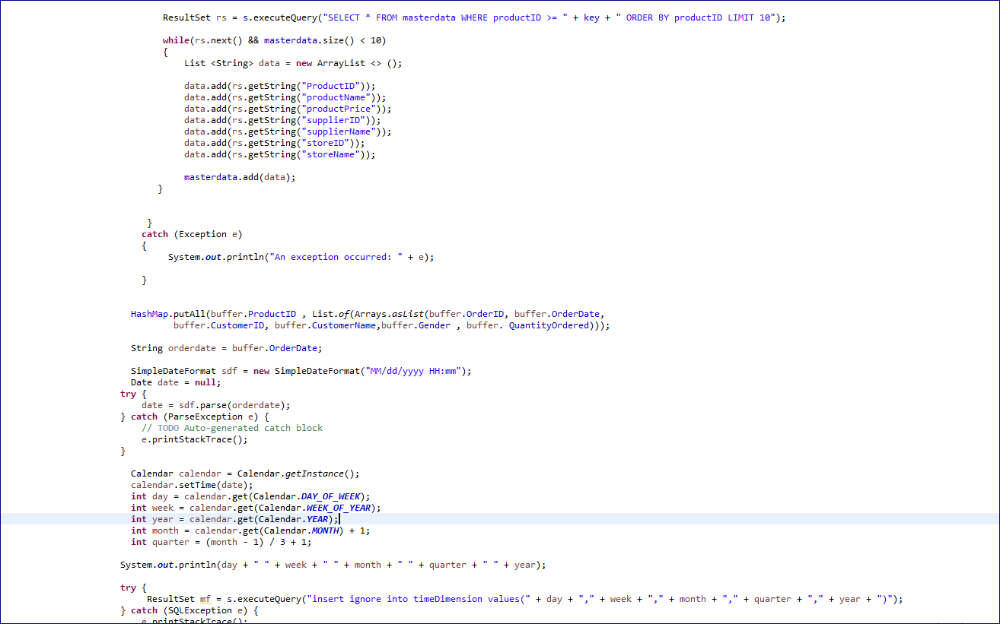 ResultSet rs = s.executeQuery("SELECT * FROM masterdata WHERE productID >= " + key + " ORDER BY productID LIMIT 10");
while(rs.next() && masterdata.size() < 10)
{
List <String> data = new ArrayList <> ();
data.add(rs.getString("ProductID"));
data.add(rs.getString("productName"));
data.add(rs.getString("productPrice"));
data.add(rs.getString("supplierID"));
data.add(rs.getString("supplierName"));
data.add(rs.getString("storeID"));
data.add(rs.getString("storeName"));
masterdata.add(data);
}
}
catch (Exception e)
{
System.out.println("An exception occurred: " + e);
}
HashMap.putAll(buffer.ProductID , List.of(Arrays.asList(buffer.OrderID, buffer.OrderDate,
buffer.CustomerID, buffer.CustomerName,buffer.Gender , buffer. QuantityOrdered)));
String orderdate = buffer.OrderDate;
SimpleDateFormat sdf = new SimpleDateFormat("MM/dd/yyyy HH:mm");
Date date = null;
try {
date = sdf.parse(orderdate);
} catch (ParseException e) {
// TODO Auto-generated catch block
e.printStackTrace();
}
Calendar calendar = Calendar.getInstance();
calendar.setTime(date);
int day = calendar.get(Calendar.DAY_OF_WEEK);
int week = calendar.get(Calendar.WEEK_OF_YEAR);
int year = calendar.get(Calendar.YEAR);
int month = calendar.get(Calendar.MONTH) + 1;
int quarter = (month - 1) / 3 + 1;
System.out.println(day + " " + week + " " + month + " " + quarter + " " + year);
try {
ResultSet mf = s.executeQuery("insert ignore into timeDimension values(" + day + "," + week + "," + month + "," + quarter + "," + year + ")");
} catch (SQLException e) {
e.printStackTrace();